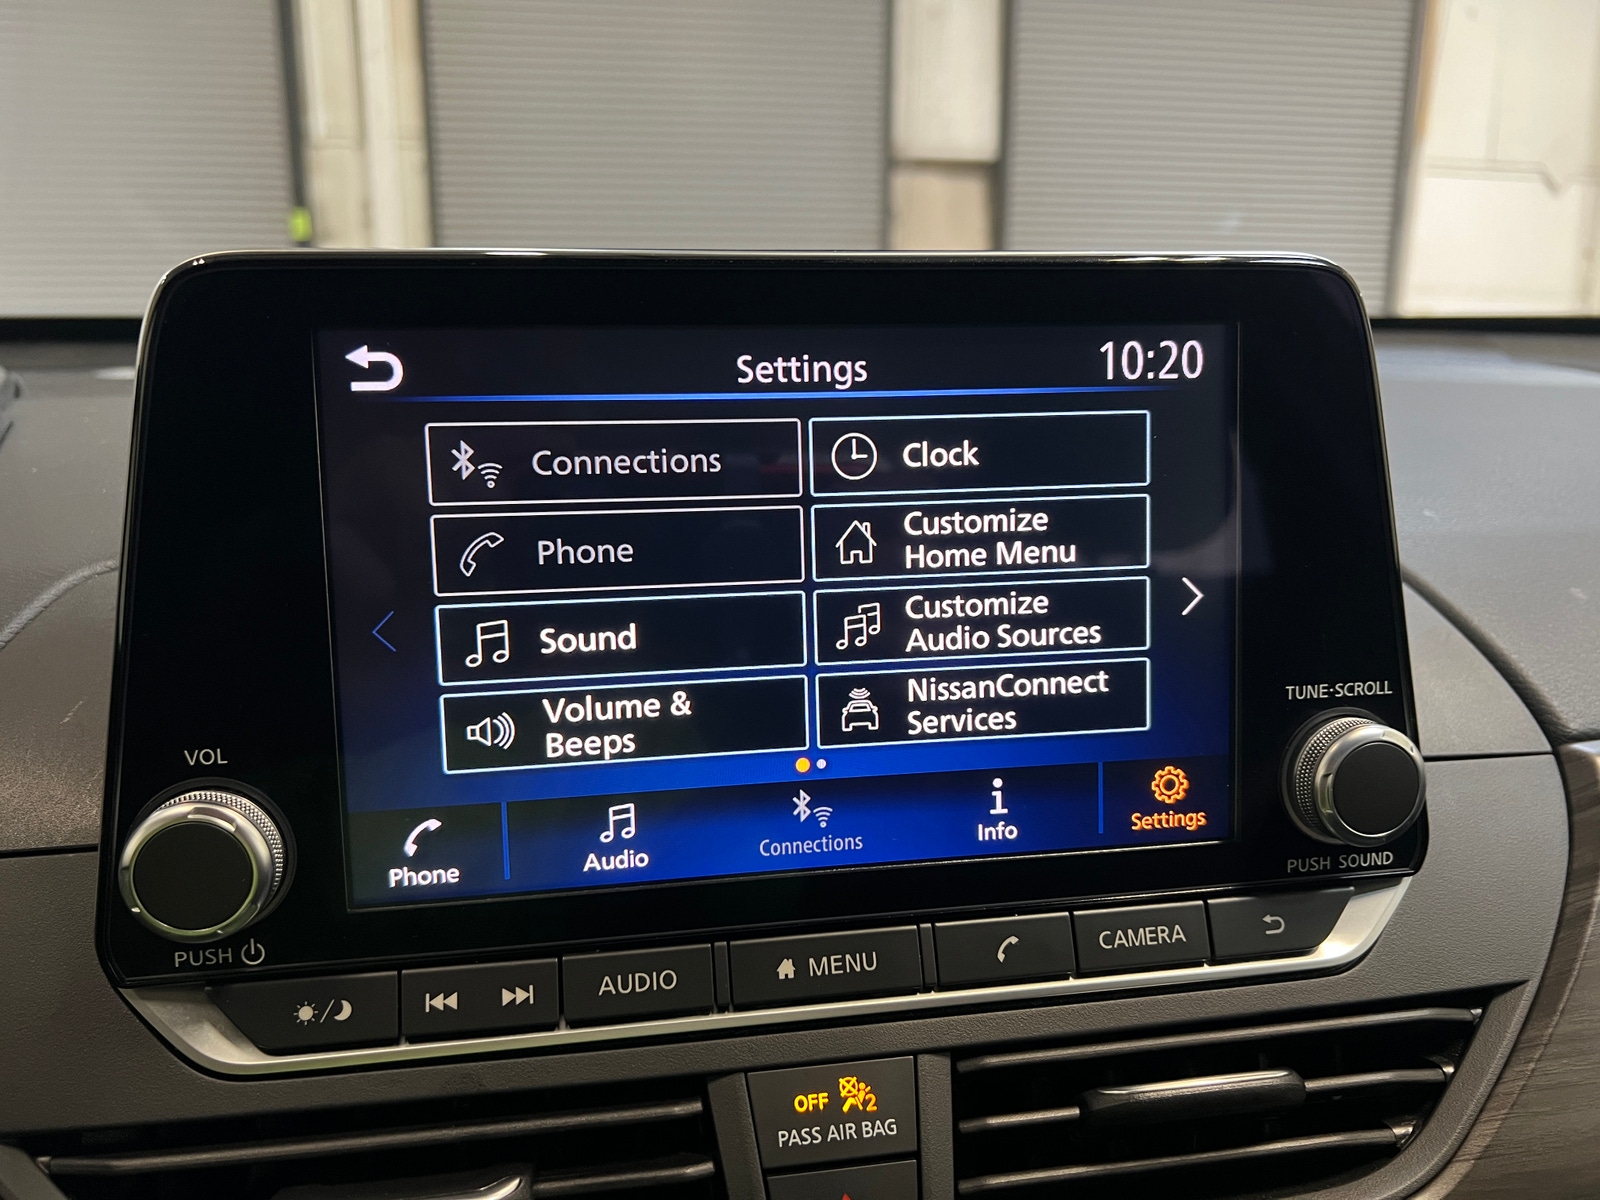 Settings
10:20
Connections
Clock
Phone
Customize
Home Menu
Sound
Customize
Audio Sources
Volume &
Beeps
NissanConnect
Services
Phone
Audio
Connections
Info
Settings
VOL
PUSH
TUNE·SCROLL
PUSH SOUND
AUDIO
MENU
CAMERA
OFF 2
PASS AIR BAG